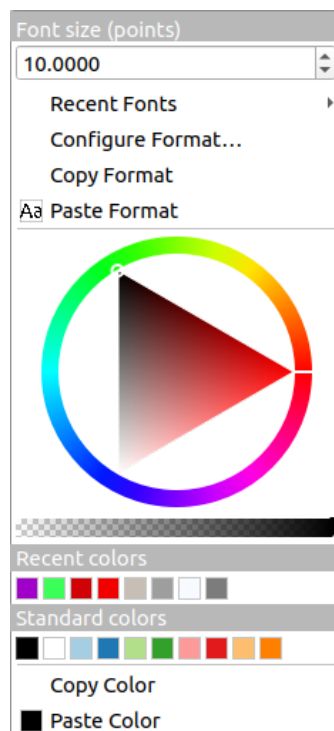 Font size (points)
10.0000
Recent Fonts
Configure Format…
Copy Format
Aa Paste Format
Recent colors
Standard colors
Copy Color
Paste Color